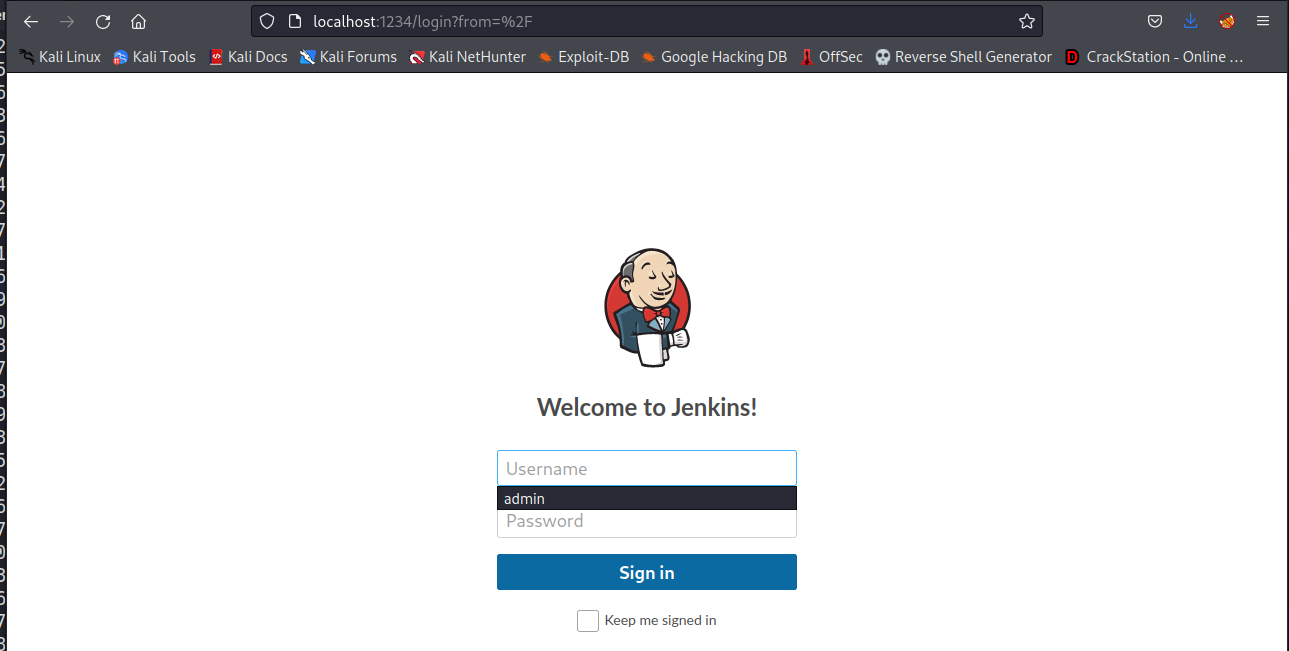 localhost:1234/login?from=%2F
Kali Linux Kali Tools Kali Docs Kali Forums Kali NetHunter Exploit-DB Google Hacking DB OffSec Reverse Shell Generator CrackStation - Online …
Welcome to Jenkins!
Username
admin
Password
Sign in
Keep me signed in